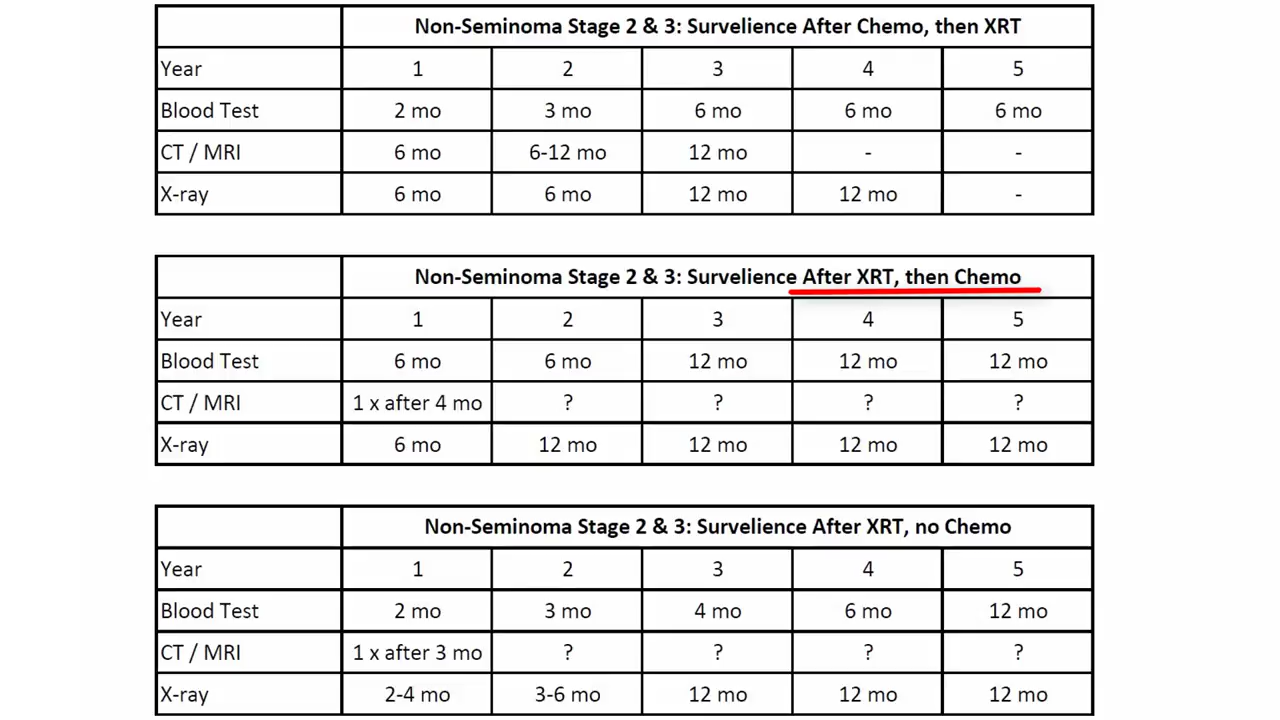 Non-Seminoma Stage 2 & 3: Survelience After Chemo, then XRT
Year 1 2 3 4 5
Blood Test 2 mo 3 mo 6 mo 6 mo 6 mo
CT / MRI 6 mo 6-12 mo 12 mo - -
X-ray 6 mo 6 mo 12 mo 12 mo -
Non-Seminoma Stage 2 & 3: Survelience After XRT, then Chemo
Year 1 2 3 4 5
Blood Test 6 mo 6 mo 12 mo 12 mo 12 mo
CT / MRI 1 x after 4 mo ? ? ? ?
X-ray 6 mo 12 mo 12 mo 12 mo 12 mo
Non-Seminoma Stage 2 & 3: Survelience After XRT, no Chemo
Year 1 2 3 4 5
Blood Test 2 mo 3 mo 4 mo 6 mo 12 mo
CT / MRI 1 x after 3 mo ? ? ? ?
X-ray 2-4 mo 3-6 mo 12 mo 12 mo 12 mo